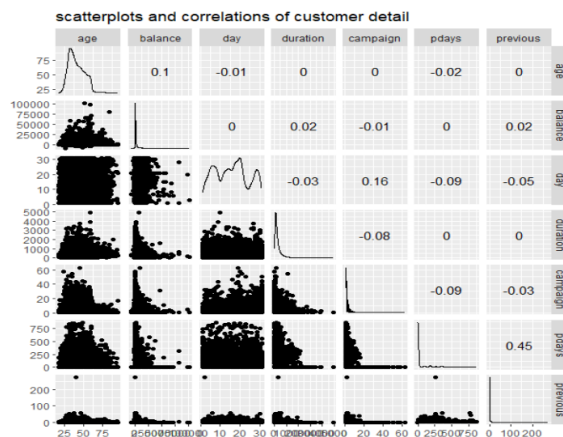 scatterplots and correlations of customer detail
age balance day duration campaign pdays previous
75
50
25
0.1 -0.01 0 0 -0.02 0
age
100000
75000
50000
25000
0
0 0.02 -0.01 0 0.02
balance
30
20
10
0
-0.03 0.16 -0.09 -0.05
day
5000
4000
3000
2000
1000
0
-0.08 0 0
duration
60
40
20
0
-0.09 -0.03
campaign
750
500
250
0
0.45
pdays
200
100
0
previous
25 50 75 0 10 20 30 0 20 40 60 0 250 500 750 0 100 200